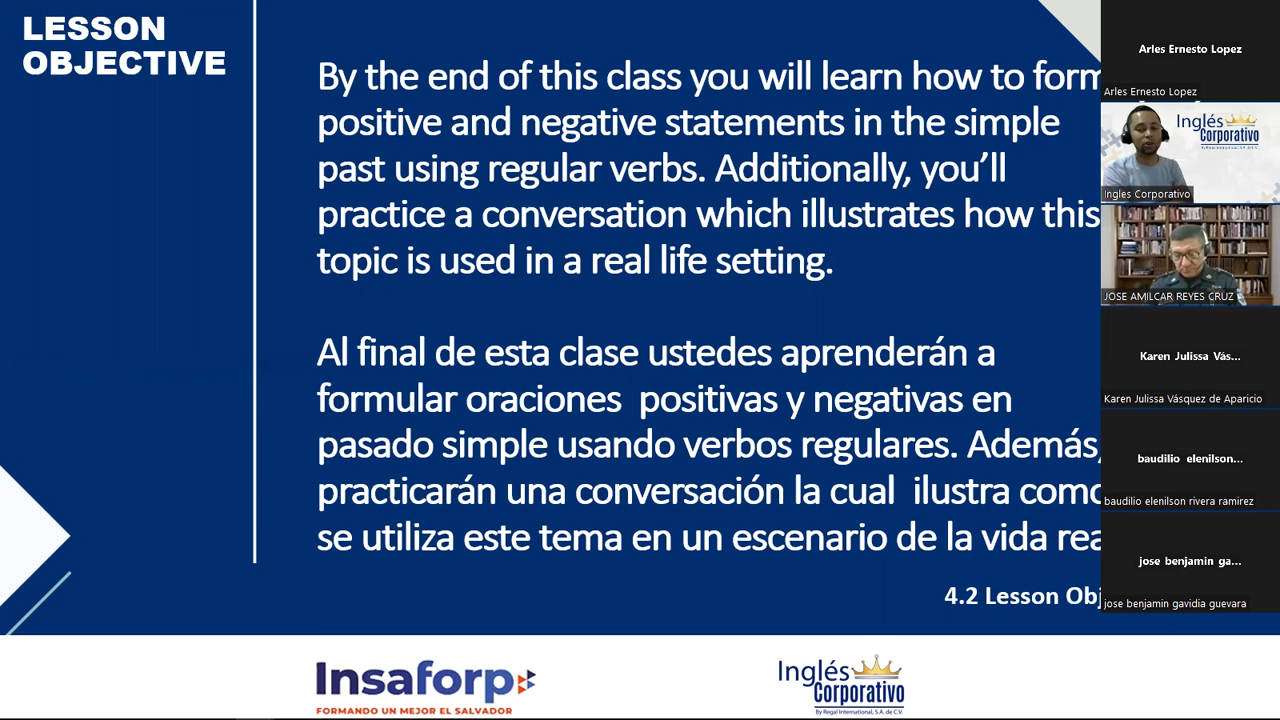 LESSON
OBJECTIVE
By the end of this class you will learn how to form
positive and negative statements in the simple
past using regular verbs. Additionally, you’ll
practice a conversation which illustrates how this
topic is used in a real life setting.
Al final de esta clase ustedes aprenderán a
formular oraciones  positivas y negativas en
pasado simple usando verbos regulares. Además,
practicarán una conversación la cual  ilustra como
se utiliza este tema en un escenario de la vida rea
4.2 Lesson Obj
Insaforp
FORMANDO UN MEJOR EL SALVADOR
Inglés
Corporativo
By Regal International, S.A. de C.V.
Arles Ernesto Lopez
Arles Ernesto Lopez
Inglés
Corporativo
By Regal International, S.A. de C.V.
Ingles Corporativo
JOSE AMILCAR REYES CRUZ
Karen Julissa Vás...
Karen Julissa Vásquez de Aparicio
baudilio elenilson...
baudilio elenilson rivera ramirez
jose benjamin ga...
jose benjamin gavidia guevara